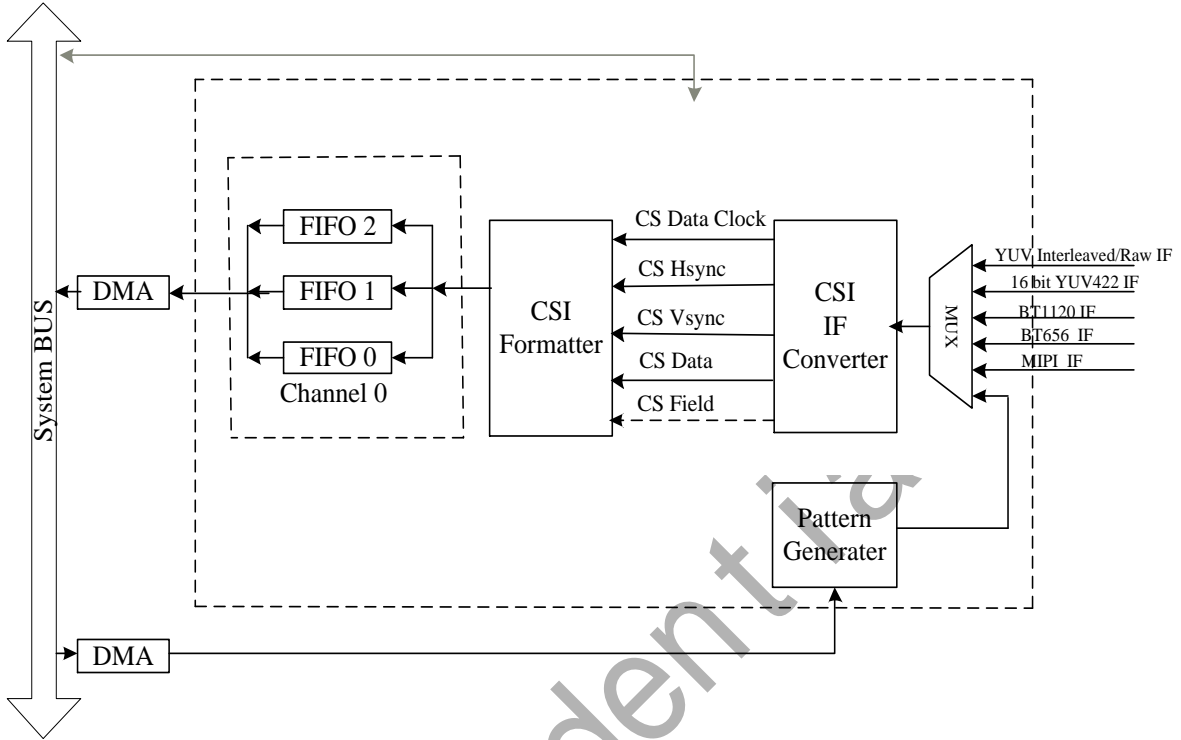 System BUS
DMA
FIFO 2
FIFO 1
FIFO 0
Channel 0
CSI
Formatter
CS Data Clock
CS Hsync
CS Vsync
CS Data
CS Field
CSI
IF
Converter
MUX
YUV Interleaved/Raw IF
16 bit YUV422 IF
BT1120 IF
BT656 IF
MIPI IF
Pattern
Generater
DMA